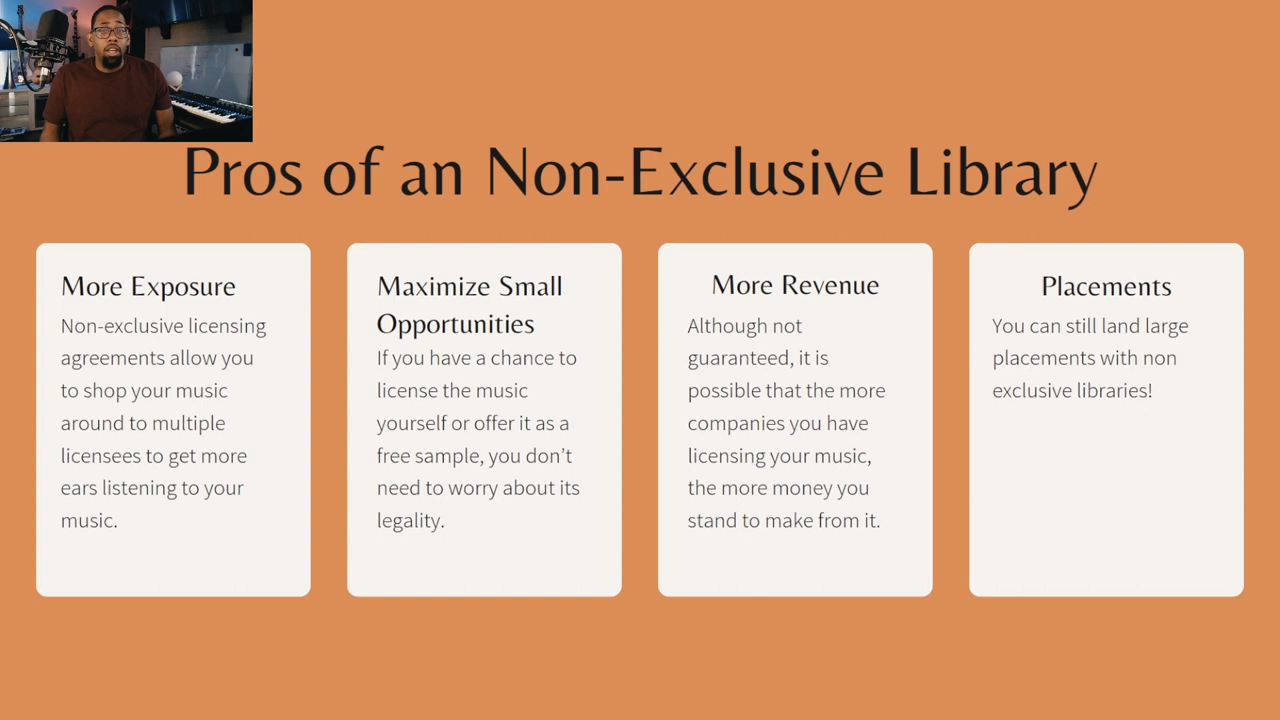 Pros of an Non-Exclusive Library
More Exposure
Non-exclusive licensing
agreements allow you
to shop your music
around to multiple
licensees to get more
ears listening to your
music.
Maximize Small
Opportunities
If you have a chance to
license the music
yourself or offer it as a
free sample, you don’t
need to worry about its
legality.
More Revenue
Although not
guaranteed, it is
possible that the more
companies you have
licensing your music,
the more money you
stand to make from it.
Placements
You can still land large
placements with non
exclusive libraries!